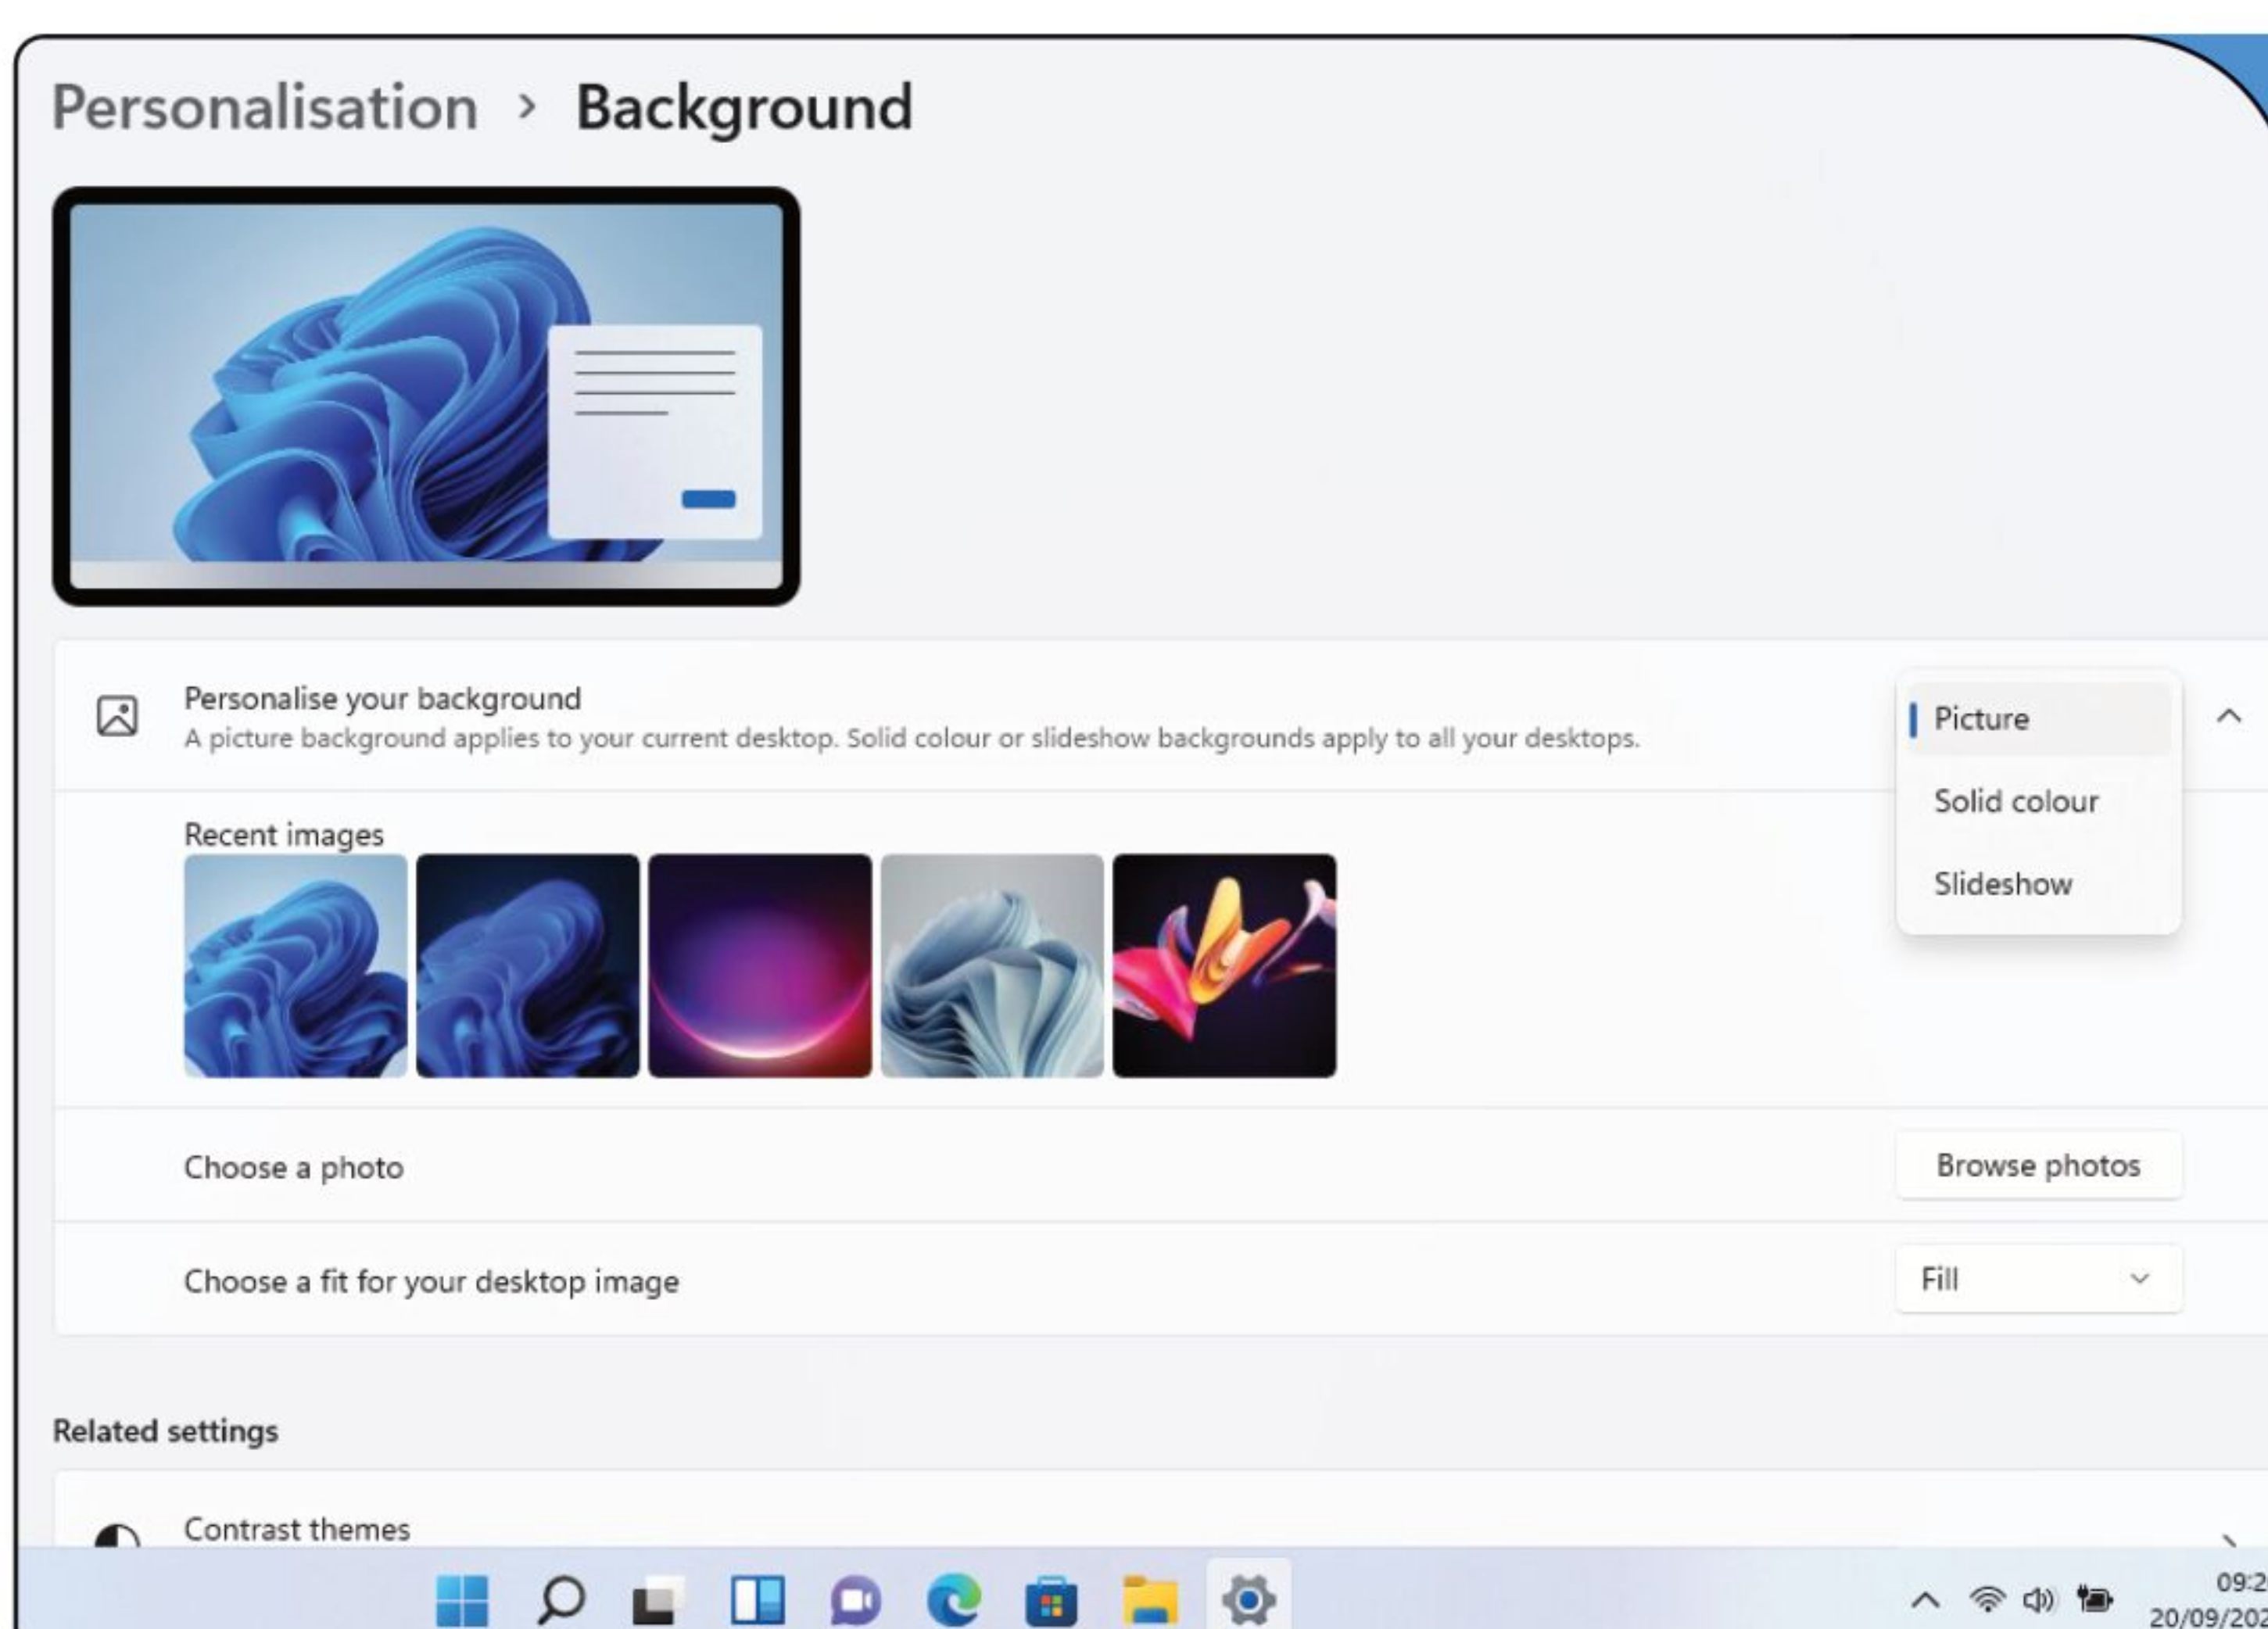 Personalisation > Background
Personalise your background
A picture background applies to your current desktop. Solid colour or slideshow backgrounds apply to all your desktops.
Picture
Solid colour
Slideshow
Recent images
Choose a photo
Browse photos
Choose a fit for your desktop image
Fill
Related settings
Contrast themes